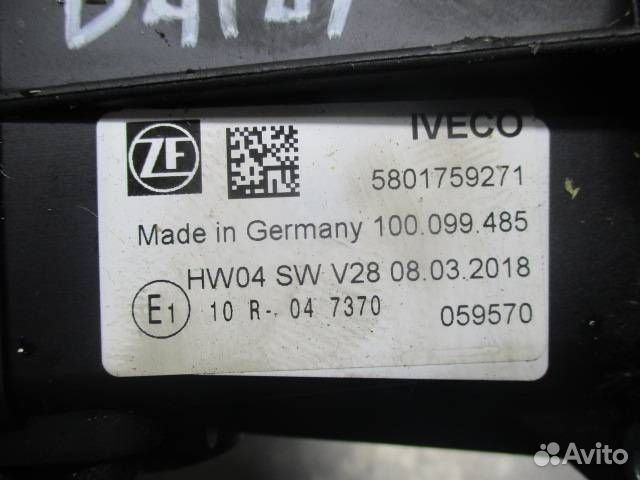 ZF
IVECO
5801759271
Made in Germany 100.099.485
HW04 SW V28 08.03.2018
E1 10 R- 04 7370
059570
Avito